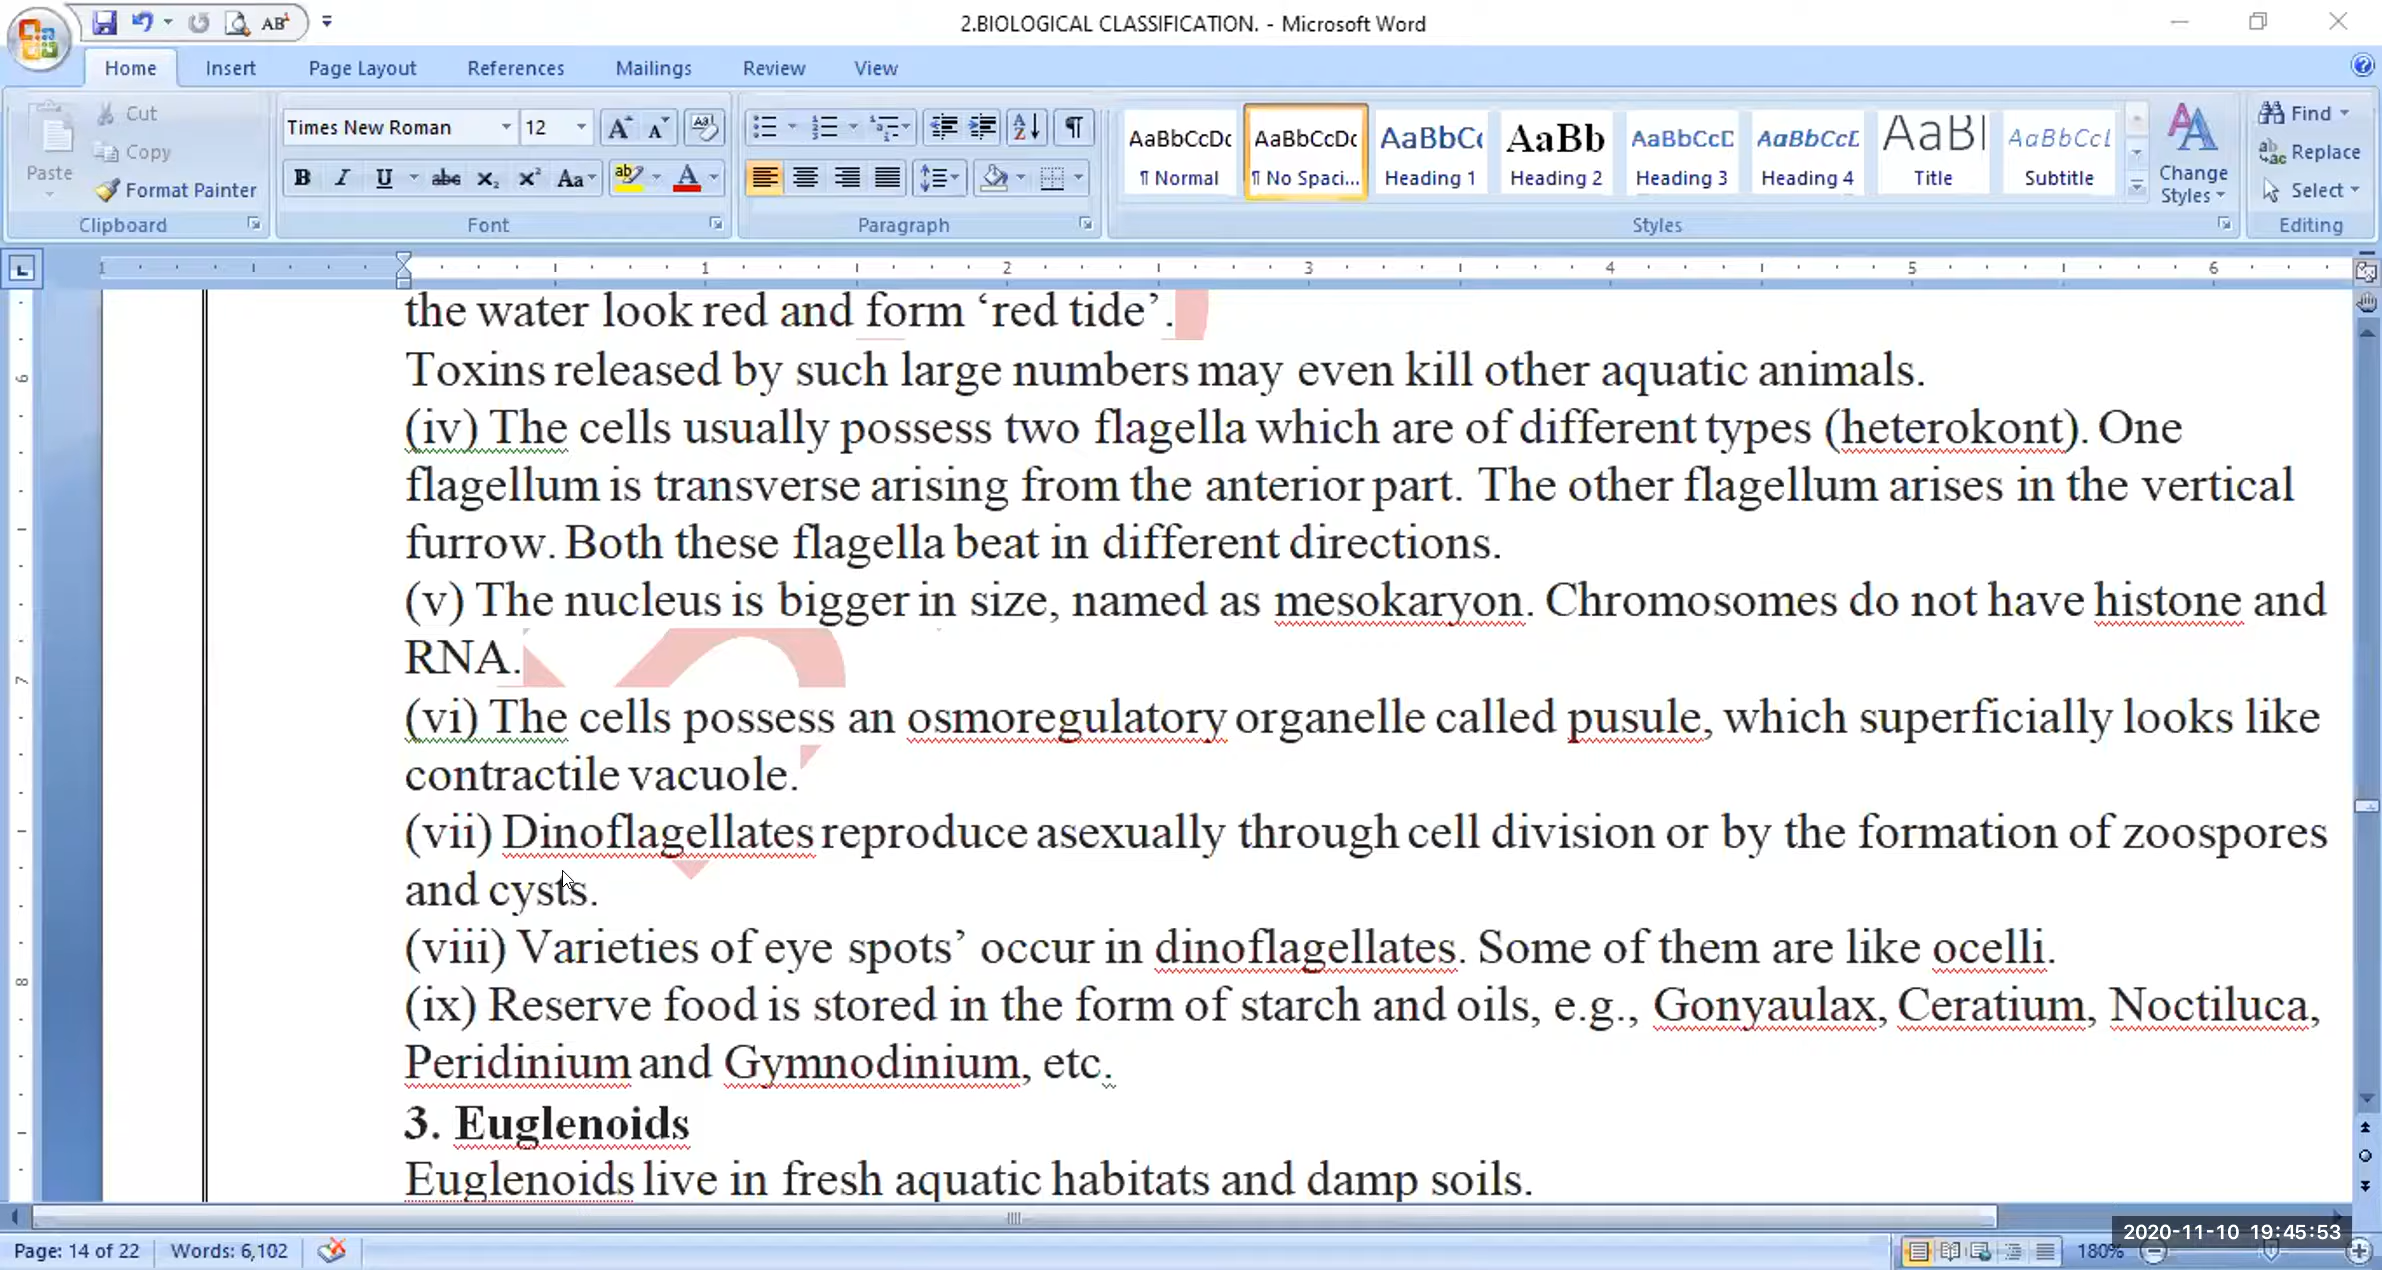 2.BIOLOGICAL CLASSIFICATION. - Microsoft Word
Home Insert Page Layout References Mailings Review View
Paste Cut Copy Format Painter Clipboard
Times New Roman 12
Font
Paragraph
AaBbCcDc AaBbCcDc AaBbCc AaBb AaBbCcD AaBbCcD AaBl AaBbCcL
¶ Normal ¶ No Spaci... Heading 1 Heading 2 Heading 3 Heading 4 Title Subtitle
Styles
Change Styles
Find Replace Select Editing
1 1 2 3 4 5 6
the water look red and form ‘red tide’.
Toxins released by such large numbers may even kill other aquatic animals.
(iv) The cells usually possess two flagella which are of different types (heterokont). One
flagellum is transverse arising from the anterior part. The other flagellum arises in the vertical
furrow. Both these flagella beat in different directions.
(v) The nucleus is bigger in size, named as mesokaryon. Chromosomes do not have histone and
RNA.
(vi) The cells possess an osmoregulatory organelle called pusule, which superficially looks like
contractile vacuole.
(vii) Dinoflagellates reproduce asexually through cell division or by the formation of zoospores
and cysts.
(viii) Varieties of eye spots’ occur in dinoflagellates. Some of them are like ocelli.
(ix) Reserve food is stored in the form of starch and oils, e.g., Gonyaulax, Ceratium, Noctiluca,
Peridinium and Gymnodinium, etc.
3. Euglenoids
Euglenoids live in fresh aquatic habitats and damp soils.
Page: 14 of 22 Words: 6,102
2020-11-10 19:45:53
180%